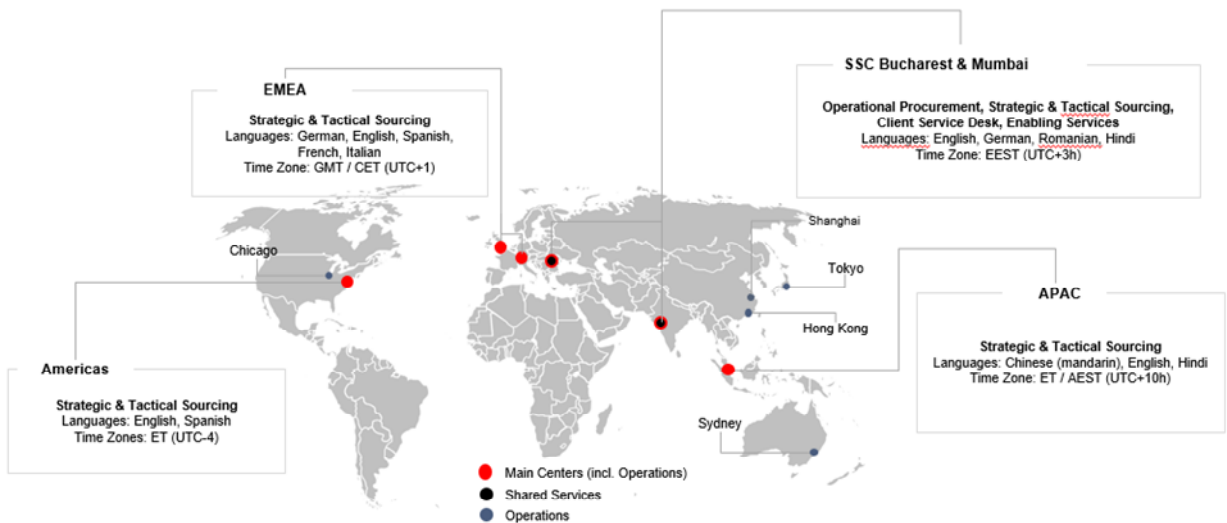 SSC Bucharest & Mumbai
Operational Procurement, Strategic & Tactical Sourcing,
Client Service Desk, Enabling Services
Languages: English, German, Romanian, Hindi
Time Zone: EEST (UTC+3h)
EMEA
Strategic & Tactical Sourcing
Languages: German, English, Spanish,
French, Italian
Time Zone: GMT / CET (UTC+1)
Shanghai
Chicago
Tokyo
APAC
Hong Kong
Strategic & Tactical Sourcing
Languages: Chinese (mandarin), English, Hindi
Time Zone: ET / AEST (UTC+10h)
Americas
Strategic & Tactical Sourcing
Languages: English, Spanish
Time Zones: ET (UTC-4)
Sydney
Main Centers (incl. Operations)
Shared Services
Operations